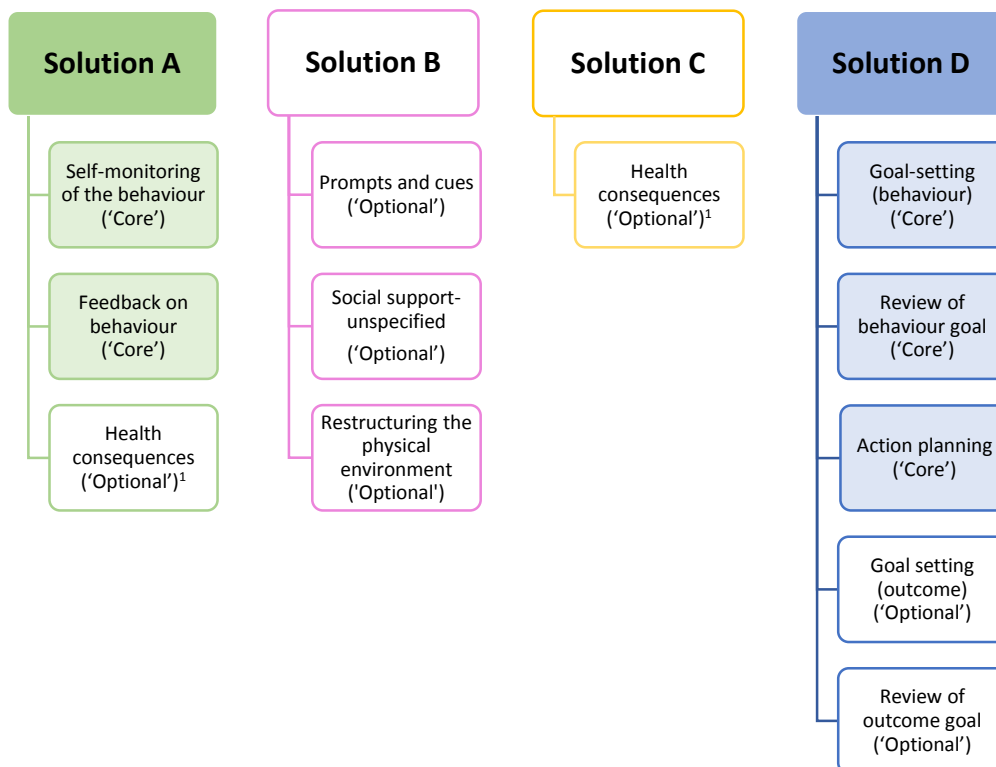 Solution A
Self-monitoring
of the behaviour
(‘Core’)
Feedback on
behaviour
(‘Core’)
Health
consequences
(‘Optional’)¹
Solution B
Prompts and cues
(‘Optional’)
Social support-
unspecified
(‘Optional’)
Restructuring the
physical
environment
('Optional')
Solution C
Health
consequences
(‘Optional’)¹
Solution D
Goal-setting
(behaviour)
(‘Core’)
Review of
behaviour goal
(‘Core’)
Action planning
(‘Core’)
Goal setting
(outcome)
(‘Optional’)
Review of
outcome goal
(‘Optional’)